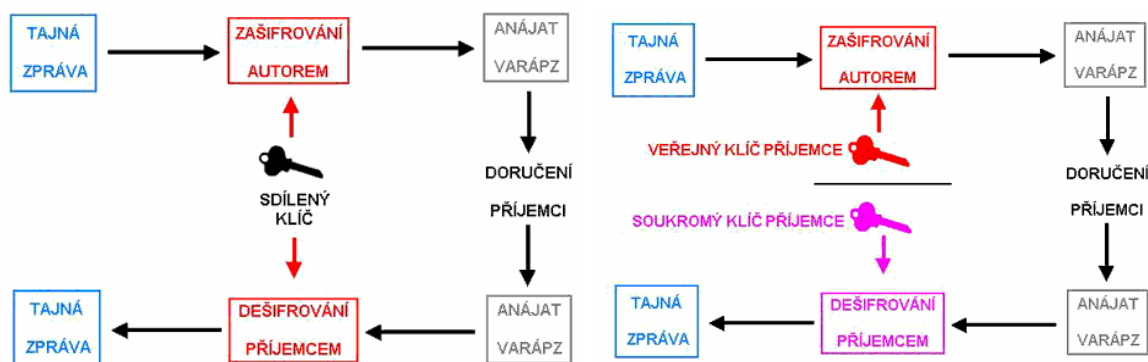 TAJNÁ
ZPRÁVA
ZAŠIFROVÁNÍ
AUTOREM
ANÁJAT
VARÁPZ
SDÍLENÝ
KLÍČ
DORUČENÍ
PŘÍJEMCI
TAJNÁ
ZPRÁVA
DEŠIFROVÁNÍ
PŘÍJEMCEM
ANÁJAT
VARÁPZ
TAJNÁ
ZPRÁVA
ZAŠIFROVÁNÍ
AUTOREM
ANÁJAT
VARÁPZ
VEŘEJNÝ KLÍČ PŘÍJEMCE
DORUČENÍ
SOUKROMÝ KLÍČ PŘÍJEMCE
PŘÍJEMCI
TAJNÁ
ZPRÁVA
DEŠIFROVÁNÍ
PŘÍJEMCEM
ANÁJAT
VARÁPZ